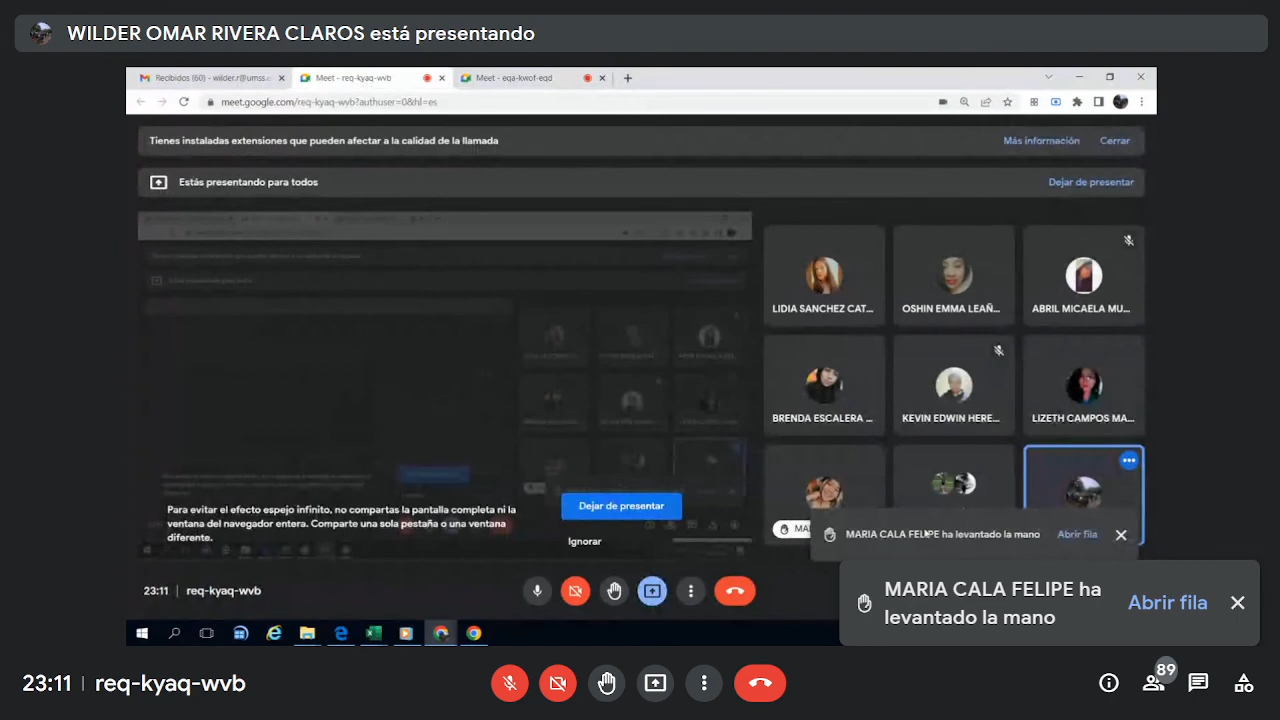 WILDER OMAR RIVERA CLAROS está presentando
Recibidos (60) - wilder.r@umss.e
Meet - req-kyaq-wvb
Meet - eqa-kwof-eqd
meet.google.com/req-kyaq-wvb?authuser=0&hl=es
Tienes instaladas extensiones que pueden afectar a la calidad de la llamada
Más información
Cerrar
Estás presentando para todos
Dejar de presentar
LIDIA SANCHEZ CAT...
OSHIN EMMA LEAÑ...
ABRIL MICAELA MU...
BRENDA ESCALERA ...
KEVIN EDWIN HERE...
LIZETH CAMPOS MA...
Para evitar el efecto espejo infinito, no compartas la pantalla completa ni la
ventana del navegador entera. Comparte una sola pestaña o una ventana
diferente.
Dejar de presentar
Ignorar
MARIA CALA FELIPE ha levantado la mano
Abrir fila
23:11 | req-kyaq-wvb
MARIA CALA FELIPE ha
levantado la mano
Abrir fila
23:11 | req-kyaq-wvb
89